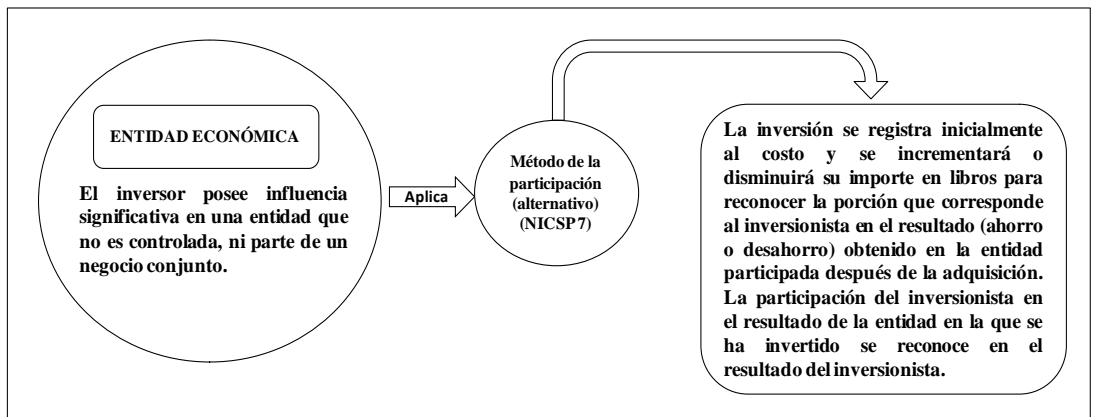 ENTIDAD ECONÓMICA
El inversor posee influencia
significativa en una entidad que
no es controlada, ni parte de un
negocio conjunto.
Aplica
Método de la
participación
(alternativo)
(NICSP 7)
La inversión se registra inicialmente
al costo y se incrementará o
disminuirá su importe en libros para
reconocer la porción que corresponde
al inversionista en el resultado (ahorro
o desahorro) obtenido en la entidad
participada después de la adquisición.
La participación del inversionista en
el resultado de la entidad en la que se
ha invertido se reconoce en el
resultado del inversionista.